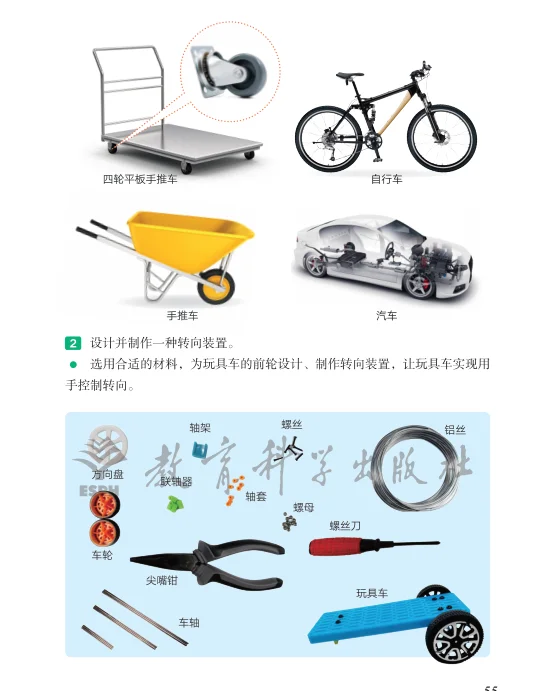 四轮平板手推车
自行车
手推车
汽车
2 设计并制作一种转向装置。
● 选用合适的材料，为玩具车的前轮设计、制作转向装置，让玩具车实现用
手控制转向。
轴架
螺丝
铝丝
方向盘
联轴器
轴套
螺母
教育科学出版社
ESPH
车轮
螺丝刀
尖嘴钳
玩具车
车轴
55